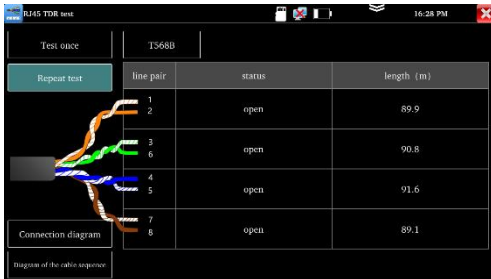 RJ45 TDR test
16:28 PM
Test once
T568B
Repeat test
line pair status length (m)
1
2
open 89.9
3
6
open 90.8
4
5
open 91.6
7
8
open 89.1
Connection diagram
Diagram of the cable sequence